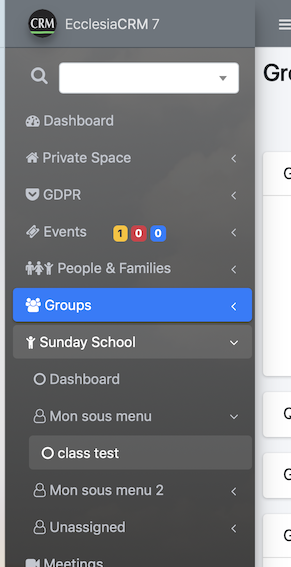 CRM EcclesiaCRM 7
Gr
Dashboard
Private Space
G
GDPR
Events 1 0 0
People & Families
Groups
Sunday School
Dashboard
Mon sous menu
Q
class test
G
Mon sous menu 2
Unassigned
G
Meetings